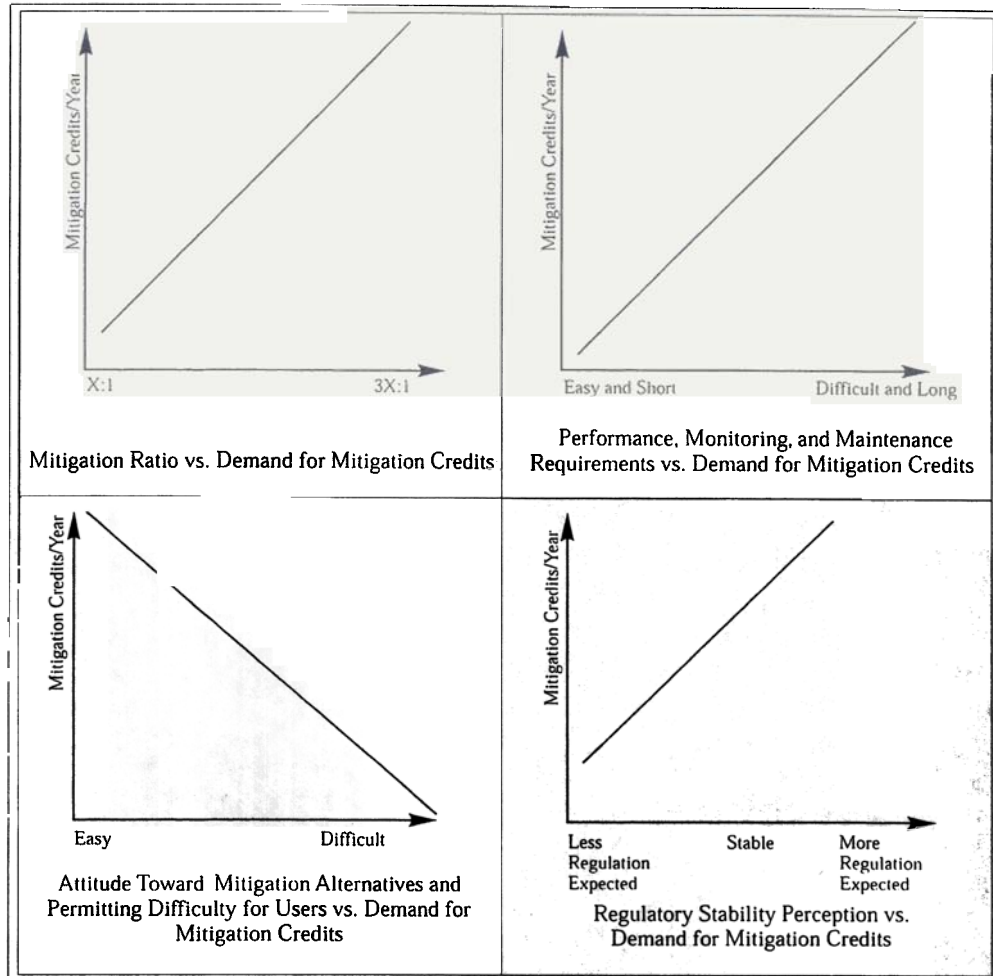 Mitigation Credits/Year
X:1
3X:1
Mitigation Ratio vs. Demand for Mitigation Credits
Mitigation Credits/Year
Easy and Short
Difficult and Long
Performance, Monitoring, and Maintenance
Requirements vs. Demand for Mitigation Credits
Mitigation Credits/Year
Easy
Difficult
Attitude Toward Mitigation Alternatives and
Permitting Difficulty for Users vs. Demand for
Mitigation Credits
Mitigation Credits/Year
Less
Regulation
Expected
Stable
More
Regulation
Expected
Regulatory Stability Perception vs.
Demand for Mitigation Credits